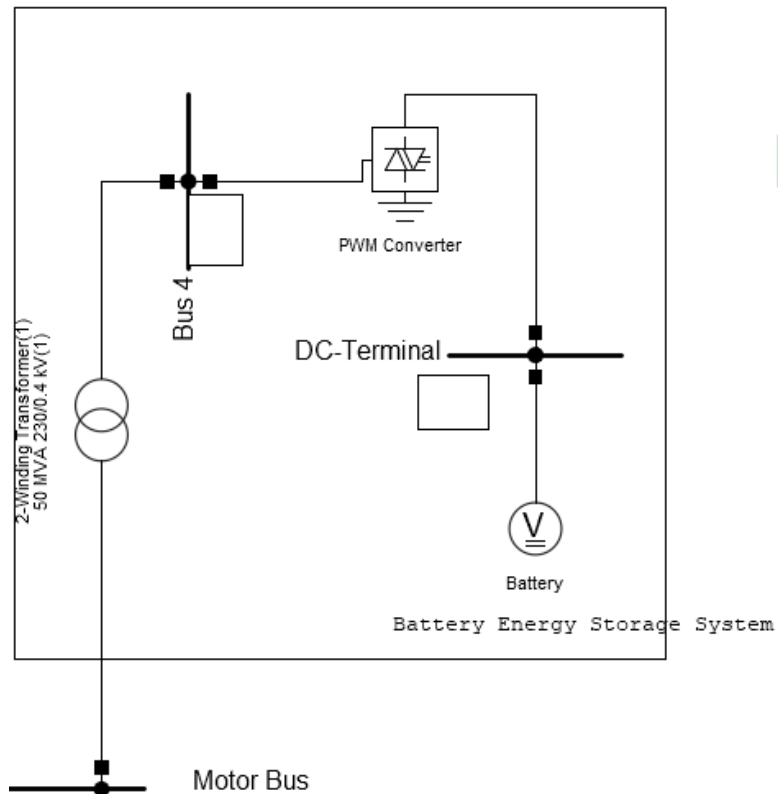 PWM Converter
Bus 4
DC-Terminal
2-Winding Transformer(1)
50 MVA 230/0.4 kV(1)
V
Battery
Battery Energy Storage System
Motor Bus